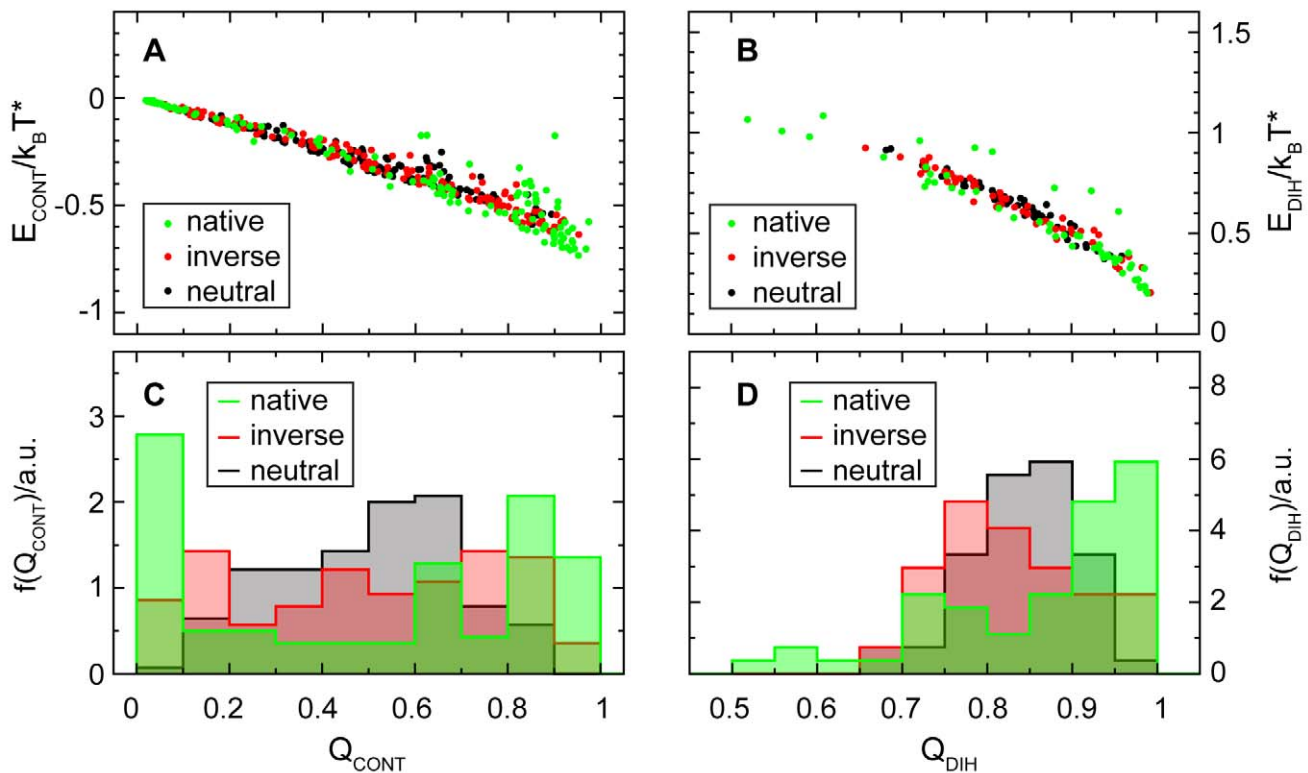 A
B
E_CONT/k_BT*
0
-0.5
-1
native
inverse
neutral
native
inverse
neutral
1.5
1
0.5
0
E_DIH/k_BT*
C
D
f(Q_CONT)/a.u.
3
2
1
0
native
inverse
neutral
native
inverse
neutral
8
6
4
2
0
f(Q_DIH)/a.u.
0 0.2 0.4 0.6 0.8 1
0.5 0.6 0.7 0.8 0.9 1
Q_CONT
Q_DIH